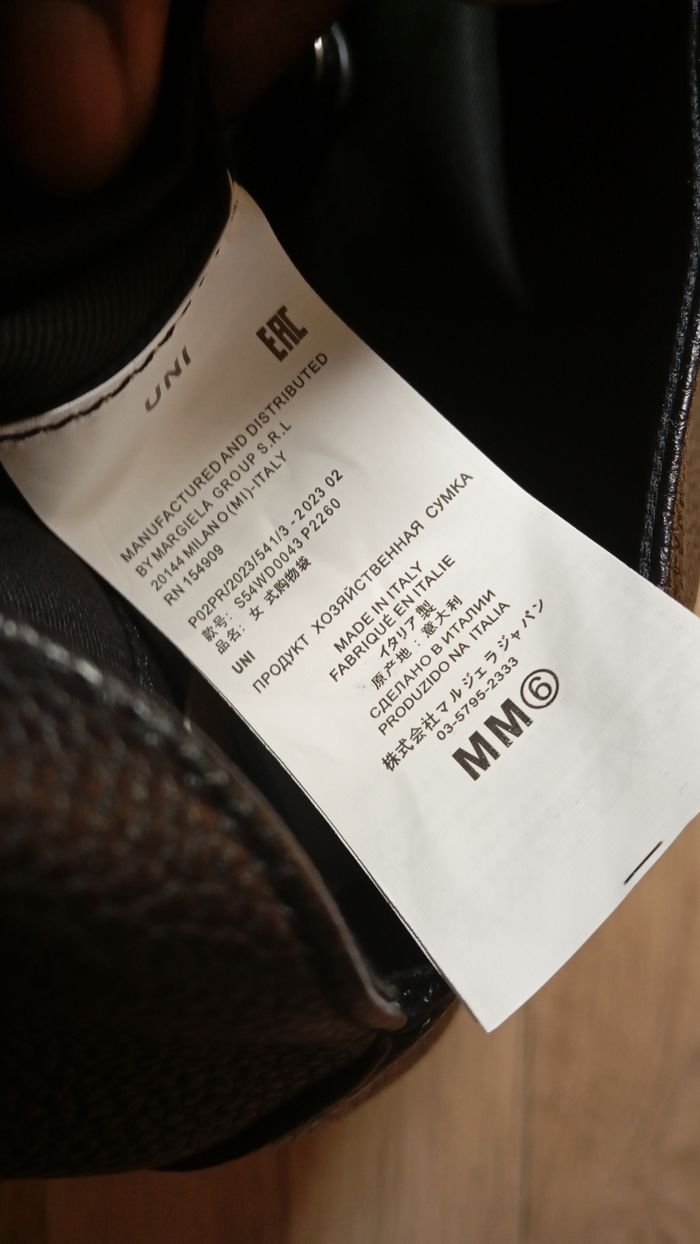 UNI
EAC
MANUFACTURED AND DISTRIBUTED
BY MARGIELA GROUP S.R.L
20144 MILANO (MI)-ITALY
RN 154909
P02PR/2023/541/3 - 2023 02
款号: S54WD0043 P2260
品名: 女 式购物袋
UNI
ПРОДУКТ ХОЗЯЙСТВЕННАЯ СУМКА
MADE IN ITALY
FABRIQUÉ EN ITALIE
イタリア 製
原产地 : 意大利
СДЕЛАНО В ИТАЛИИ
PRODUZIDO NA ITALIA
株式会社マルジェラジャパン
03-5795-2333
MM⑥